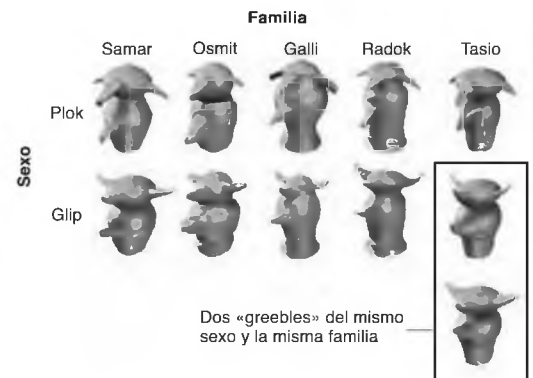 Familia
Samar Osmit Galli Radok Tasio
Plok
Sexo
Glip
Dos «greebles» del mismo
sexo y la misma familia